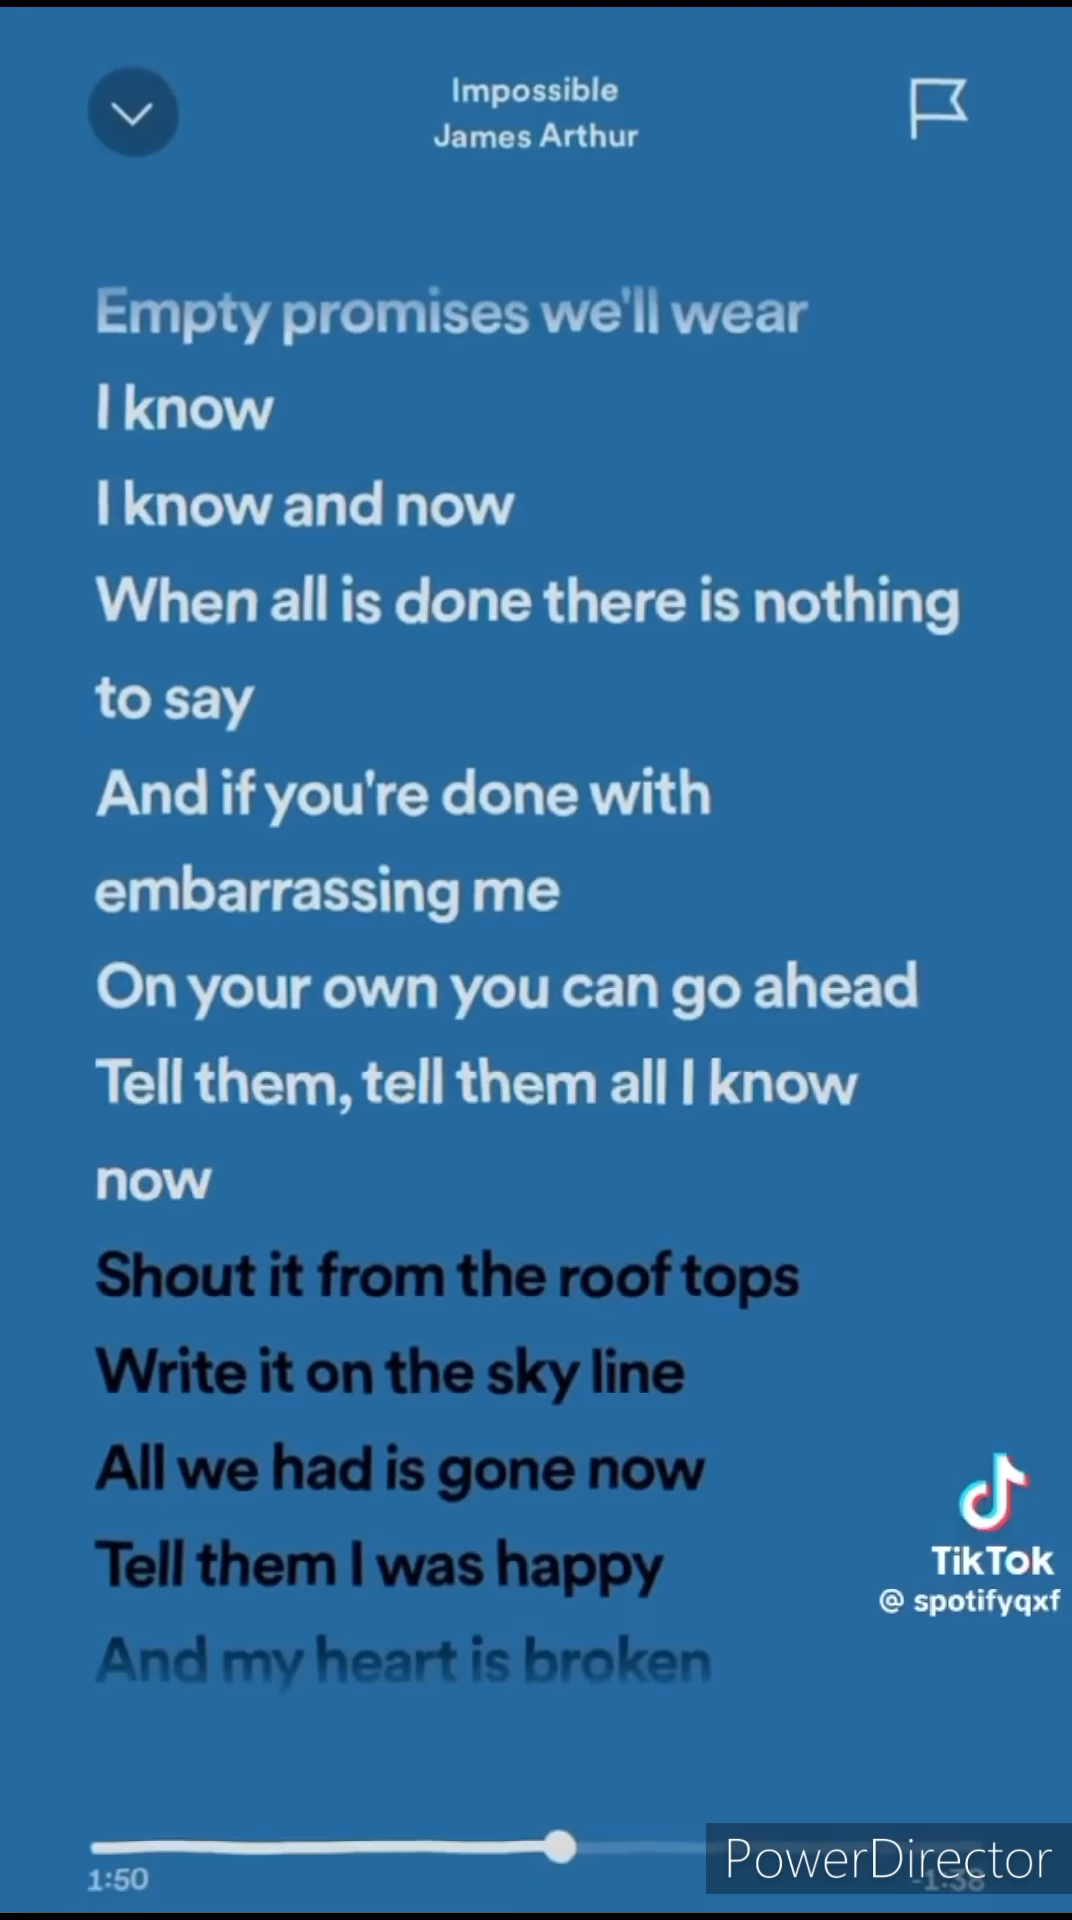 Impossible
James Arthur
Empty promises we'll wear
I know
I know and now
When all is done there is nothing
to say
And if you're done with
embarrassing me
On your own you can go ahead
Tell them, tell them all I know
now
Shout it from the roof tops
Write it on the sky line
All we had is gone now
Tell them I was happy
And my heart is broken
TikTok
@ spotifyqxf
PowerDirector
1:50
-1:38